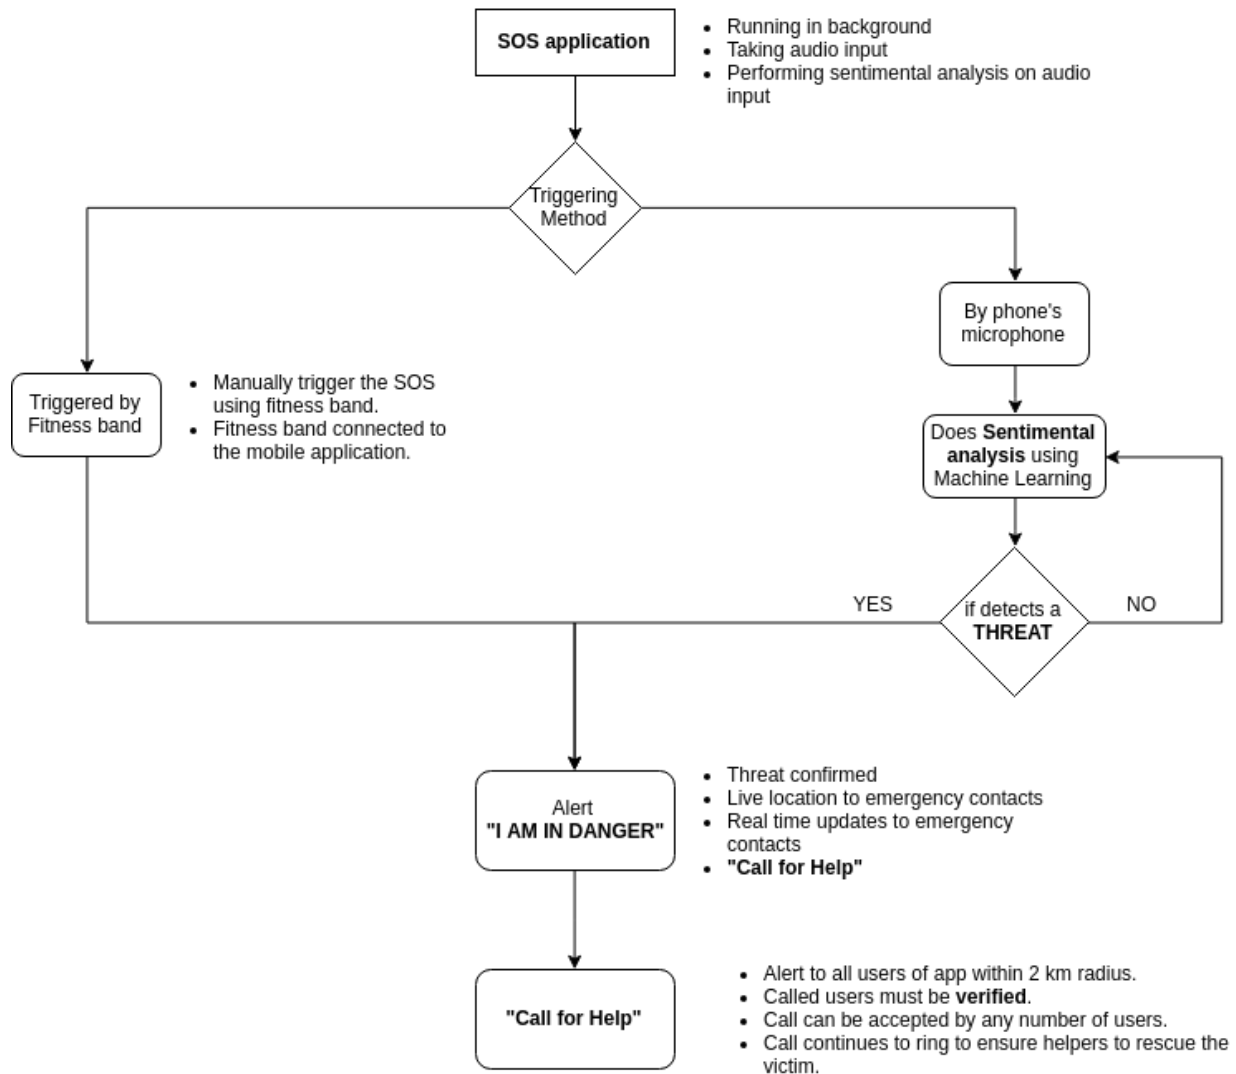 SOS application
• Running in background
• Taking audio input
• Performing sentimental analysis on audio
input
Triggering
Method
By phone's
microphone
Triggered by
Fitness band
• Manually trigger the SOS
using fitness band.
• Fitness band connected to
the mobile application.
Does Sentimental
analysis using
Machine Learning
YES
if detects a
THREAT
NO
Alert
"I AM IN DANGER"
• Threat confirmed
• Live location to emergency contacts
• Real time updates to emergency
contacts
• "Call for Help"
"Call for Help"
• Alert to all users of app within 2 km radius.
• Called users must be verified.
• Call can be accepted by any number of users.
• Call continues to ring to ensure helpers to rescue the
victim.